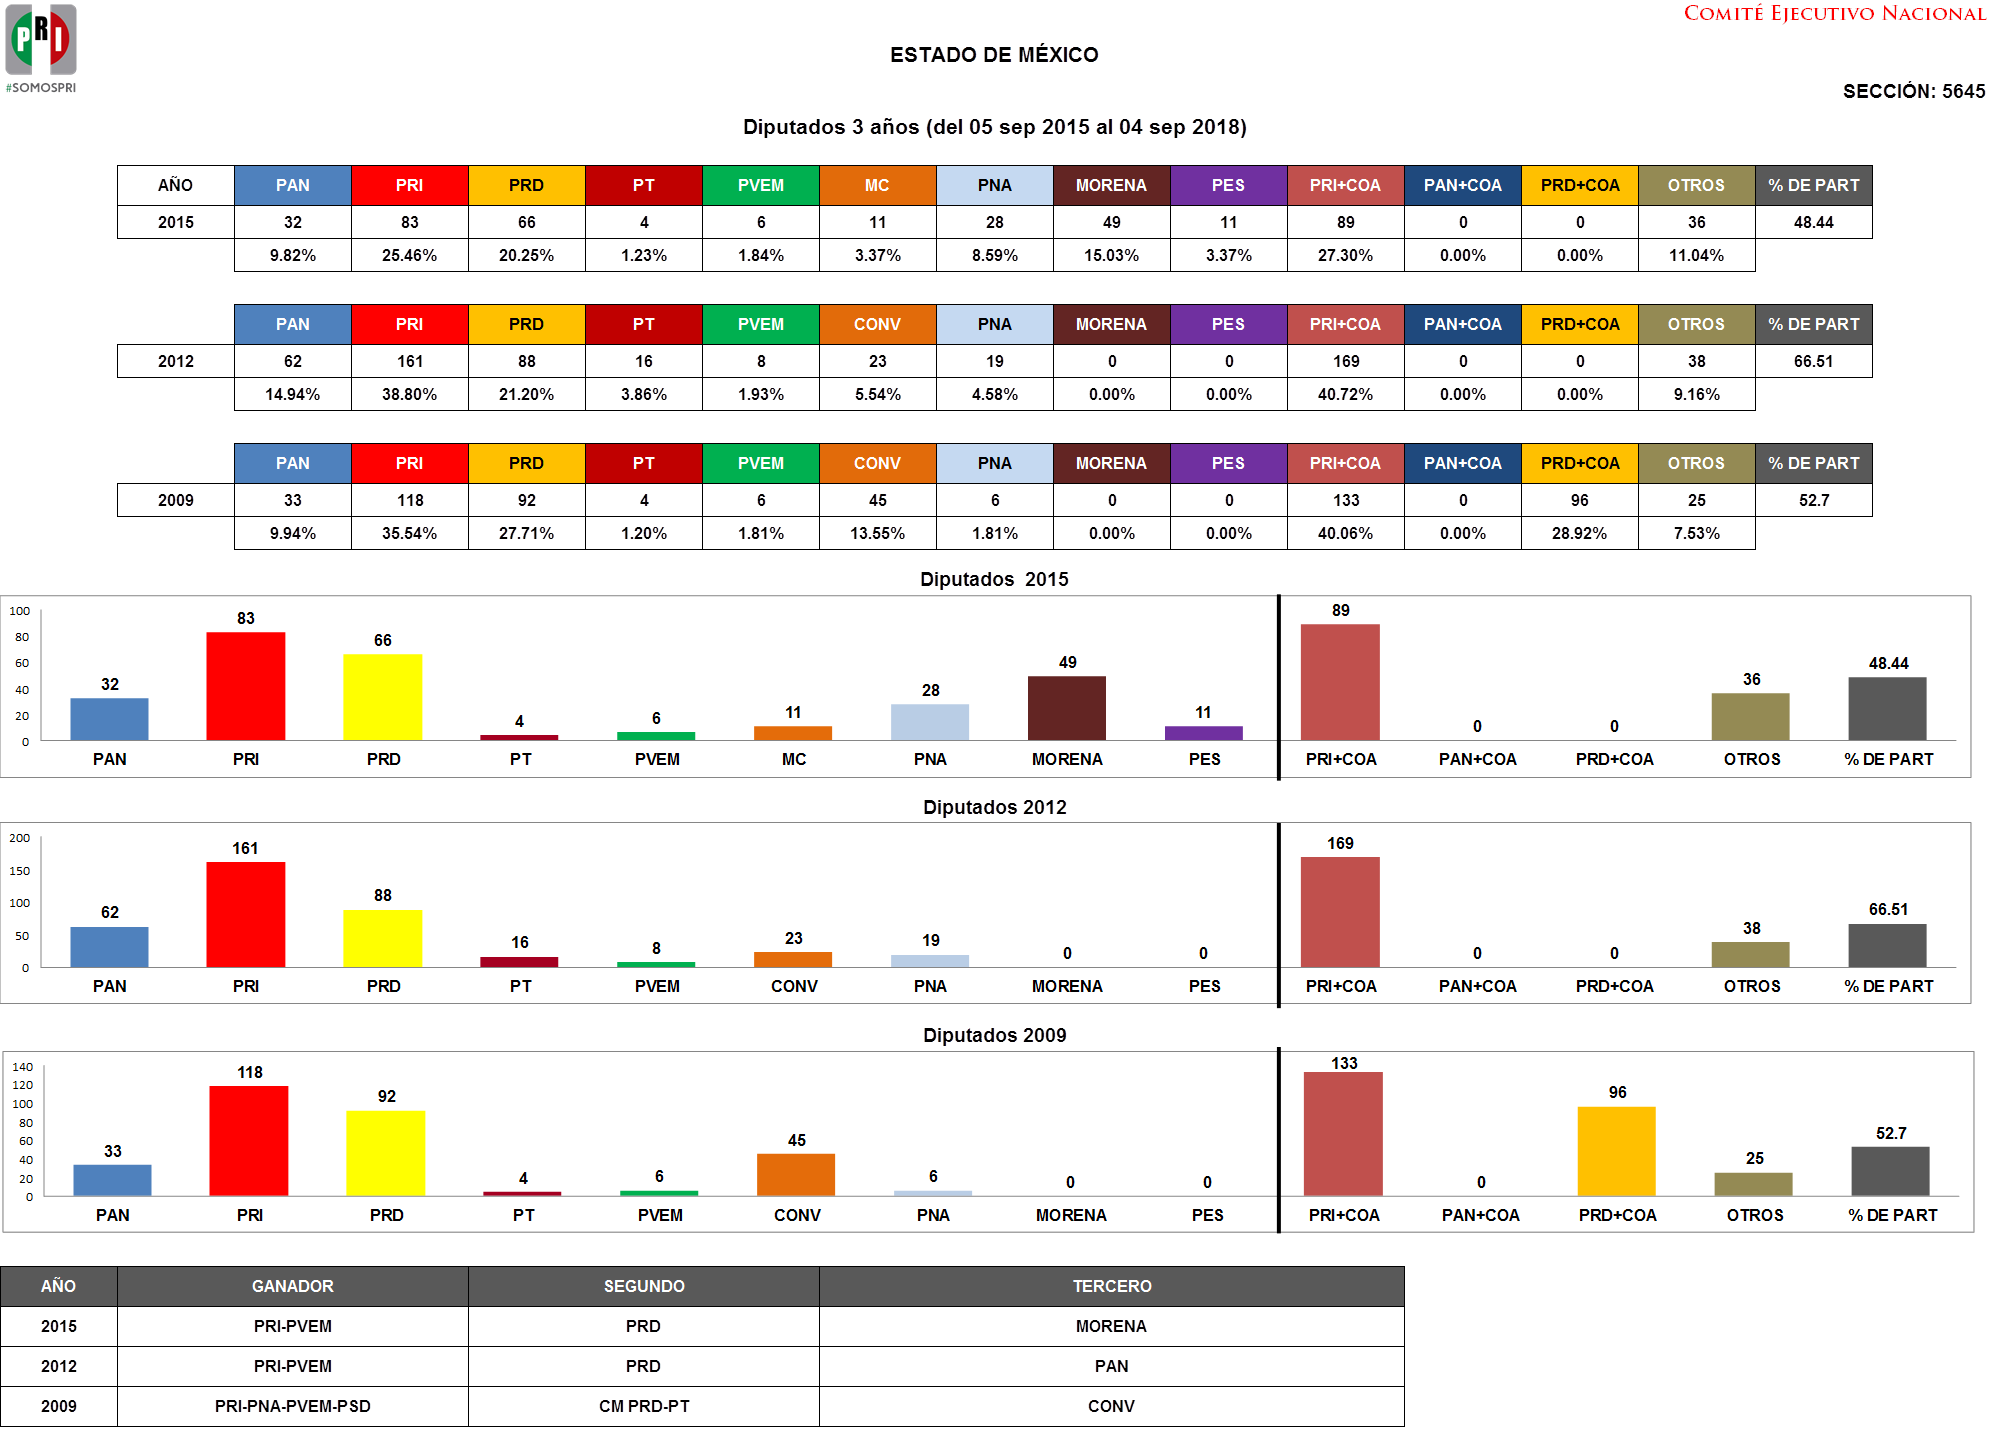 PRI
#SOMOSPRI
COMITÉ EJECUTIVO NACIONAL
ESTADO DE MÉXICO
SECCIÓN: 5645
Diputados 3 años (del 05 sep 2015 al 04 sep 2018)
AÑO PAN PRI PRD PT PVEM MC PNA MORENA PES PRI+COA PAN+COA PRD+COA OTROS % DE PART
2015 32 83 66 4 6 11 28 49 11 89 0 0 36 48.44
9.82% 25.46% 20.25% 1.23% 1.84% 3.37% 8.59% 15.03% 3.37% 27.30% 0.00% 0.00% 11.04%
PAN PRI PRD PT PVEM CONV PNA MORENA PES PRI+COA PAN+COA PRD+COA OTROS % DE PART
2012 62 161 88 16 8 23 19 0 0 169 0 0 38 66.51
14.94% 38.80% 21.20% 3.86% 1.93% 5.54% 4.58% 0.00% 0.00% 40.72% 0.00% 0.00% 9.16%
PAN PRI PRD PT PVEM CONV PNA MORENA PES PRI+COA PAN+COA PRD+COA OTROS % DE PART
2009 33 118 92 4 6 45 6 0 0 133 0 96 25 52.7
9.94% 35.54% 27.71% 1.20% 1.81% 13.55% 1.81% 0.00% 0.00% 40.06% 0.00% 28.92% 7.53%
Diputados 2015
100
80
60
40
20
0
32 83 66 4 6 11 28 49 11 89 0 0 36 48.44
PAN PRI PRD PT PVEM MC PNA MORENA PES PRI+COA PAN+COA PRD+COA OTROS % DE PART
Diputados 2012
200
150
100
50
0
62 161 88 16 8 23 19 0 0 169 0 0 38 66.51
PAN PRI PRD PT PVEM CONV PNA MORENA PES PRI+COA PAN+COA PRD+COA OTROS % DE PART
Diputados 2009
140
120
100
80
60
40
20
0
33 118 92 4 6 45 6 0 0 133 0 96 25 52.7
PAN PRI PRD PT PVEM CONV PNA MORENA PES PRI+COA PAN+COA PRD+COA OTROS % DE PART
AÑO GANADOR SEGUNDO TERCERO
2015 PRI-PVEM PRD MORENA
2012 PRI-PVEM PRD PAN
2009 PRI-PNA-PVEM-PSD CM PRD-PT CONV